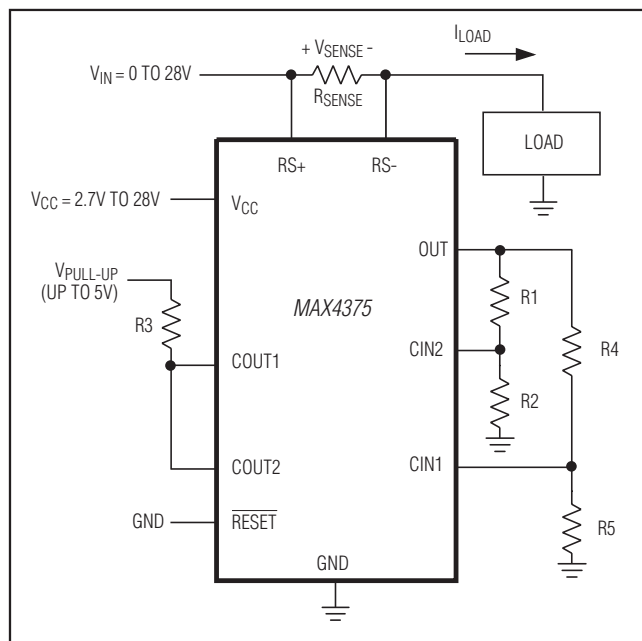 + VSENSE -
ILOAD
VIN = 0 TO 28V
RSENSE
LOAD
RS+
RS-
VCC = 2.7V TO 28V
VCC
OUT
VPULL-UP
(UP TO 5V)
R1
MAX4375
R3
R4
CIN2
COUT1
R2
COUT2
CIN1
GND
RESET
R5
GND